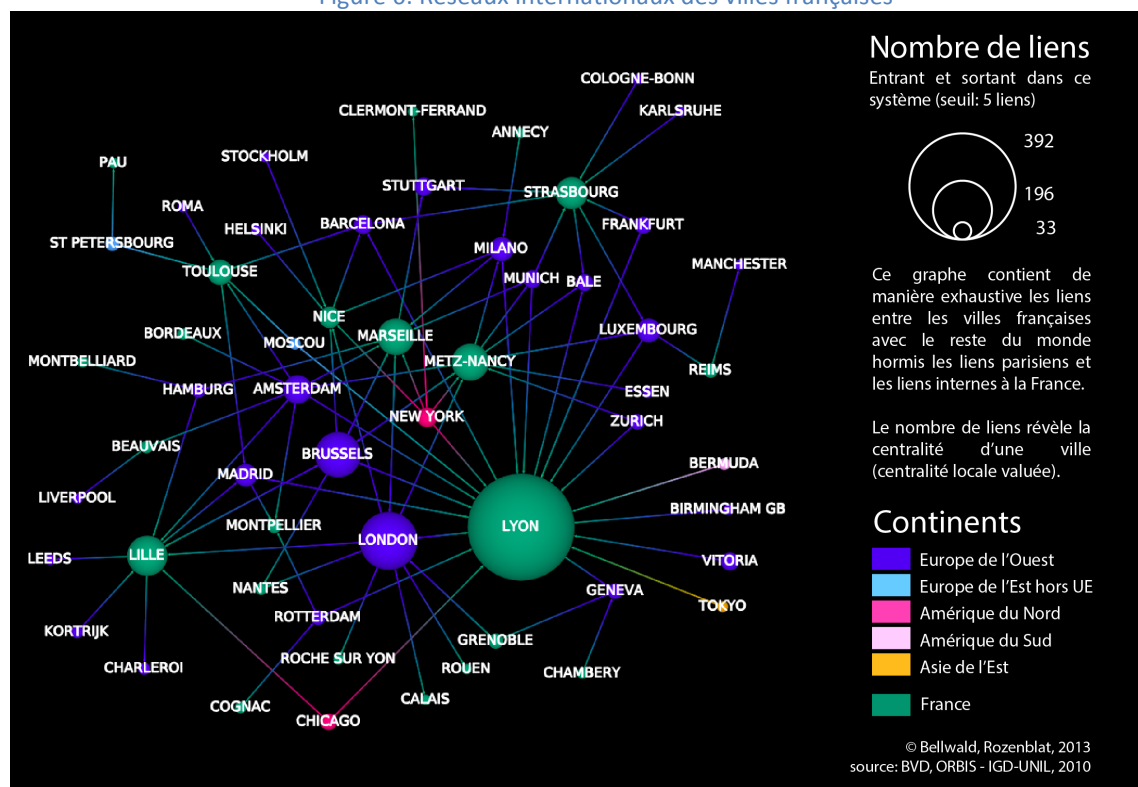 Figure 6: Réseaux internationaux des villes françaises
Nombre de liens
Entrant et sortant dans ce
système (seuil: 5 liens)
392
196
33
Ce graphe contient de
manière exhaustive les liens
entre les villes françaises
avec le reste du monde
hormis les liens parisiens et
les liens internes à la France.
Le nombre de liens révèle la
centralité d'une ville
(centralité locale valuée).
Continents
Europe de l'Ouest
Europe de l'Est hors UE
Amérique du Nord
Amérique du Sud
Asie de l'Est
France
© Bellwald, Rozenblat, 2013
source: BVD, ORBIS - IGD-UNIL, 2010
COLOGNE-BONN
CLERMONT-FERRAND
KARLSRUHE
ANNECY
STOCKHOLM
PAU
STUTTGART
STRASBOURG
ROMA
HELSINKI
BARCELONA
FRANKFURT
ST PETERSBOURG
MILANO
MANCHESTER
TOULOUSE
MUNICH
BALE
NICE
BORDEAUX
MARSEILLE
LUXEMBOURG
MOSCOU
MONTBELLIARD
METZ-NANCY
REIMS
HAMBURG
AMSTERDAM
ESSEN
NEW YORK
ZURICH
BEAUVAIS
BRUSSELS
BERMUDA
MADRID
LIVERPOOL
BIRMINGHAM GB
MONTPELLIER
LYON
LONDON
LEEDS
LILLE
VITORIA
NANTES
GENEVA
TOKYO
ROTTERDAM
KORTRIJK
GRENOBLE
ROCHE SUR YON
CHARLEROI
ROUEN
CHAMBERY
CALAIS
COGNAC
CHICAGO